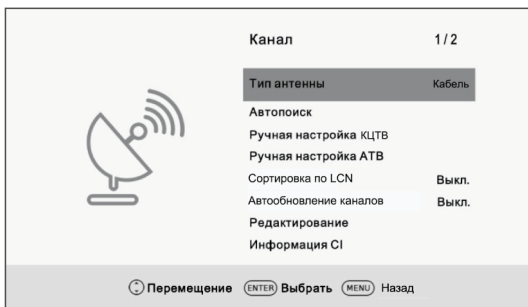 Канал 1/2
Тип антенны Кабель
Автопоиск
Ручная настройка КЦТВ
Ручная настройка АТВ
Сортировка по LCN Выкл.
Автообновление каналов Выкл.
Редактирование
Информация CI
Перемещение ENTER Выбрать MENU Назад